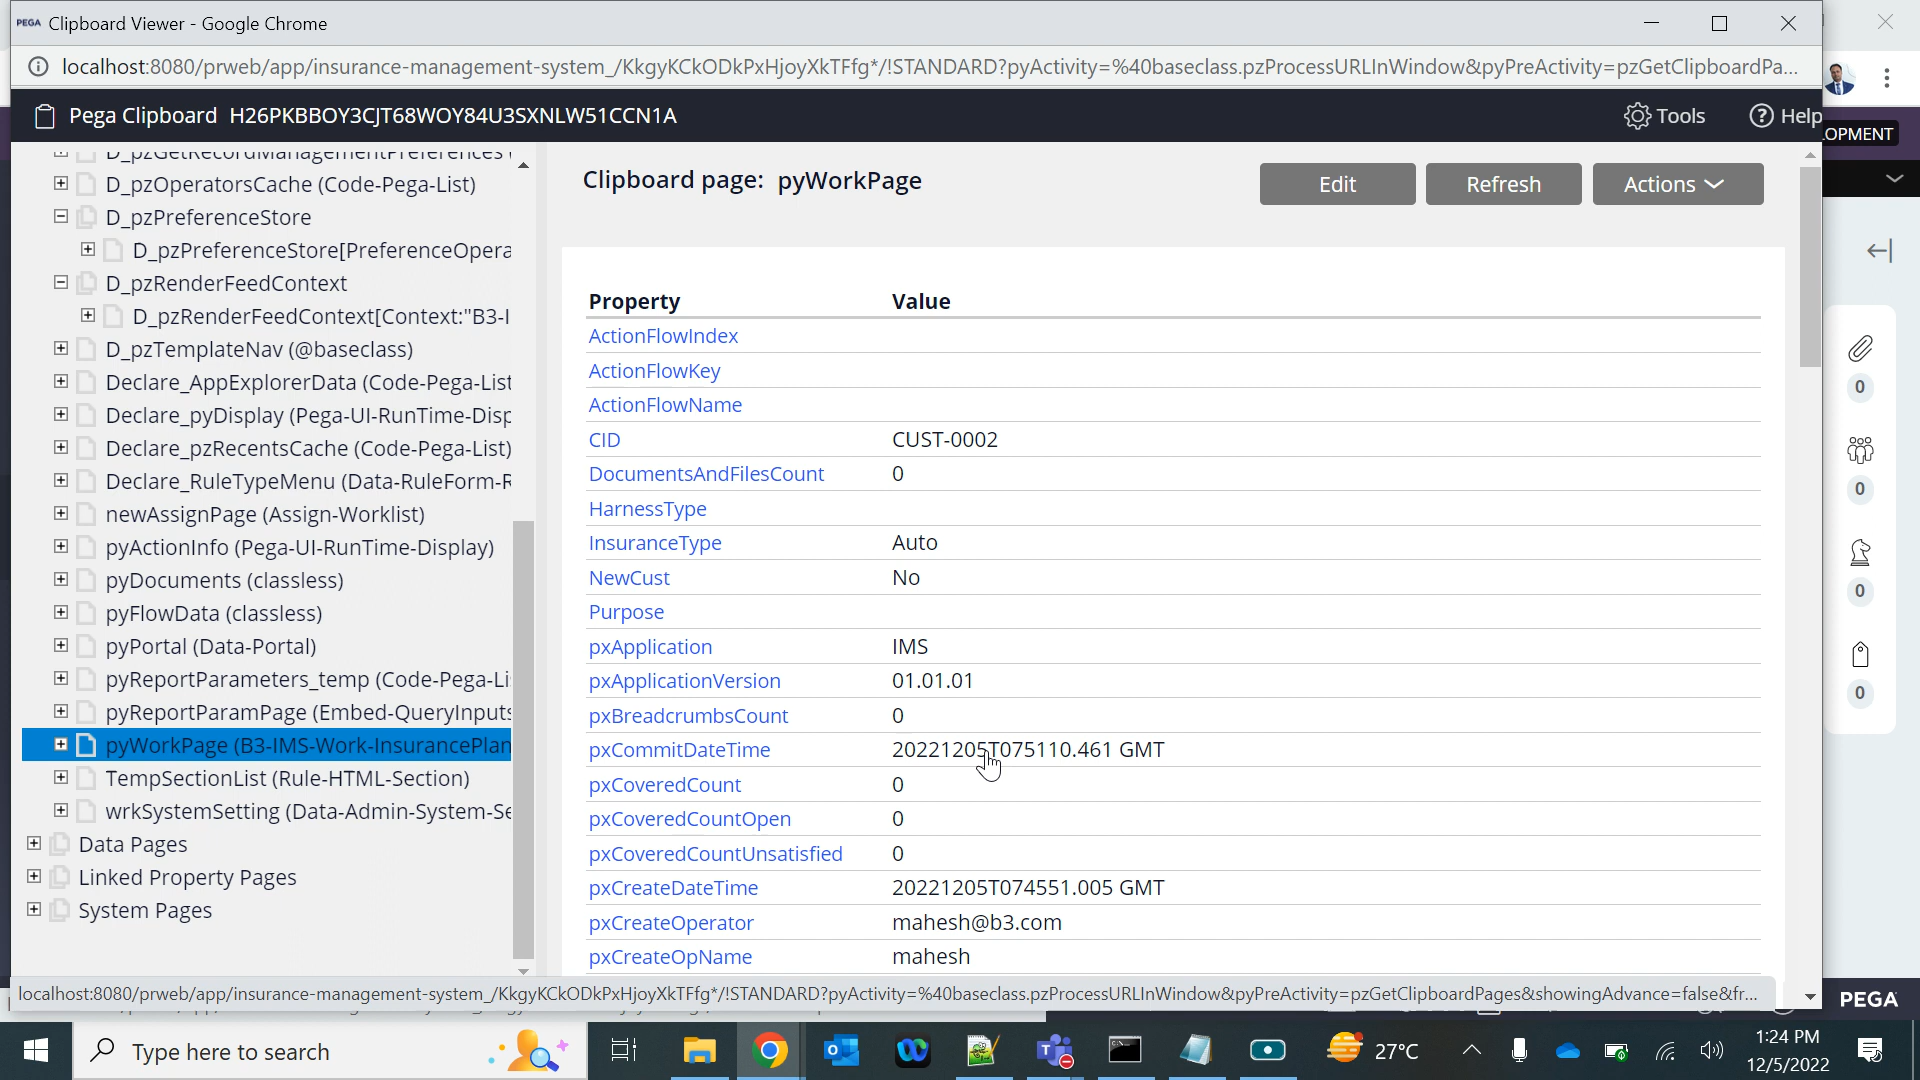 PEGA Clipboard Viewer - Google Chrome
localhost:8080/prweb/app/insurance-management-system_/KkgyKCkODkPxHjoyXkTFfg*/!STANDARD?pyActivity=%40baseclass.pzProcessURLInWindow&pyPreActivity=pzGetClipboardPa...
Pega Clipboard H26PKBBOY3CJT68WOY84U3SXNLW51CCN1A
Tools
Help
OPMENT
D_pzGetRecordManagementPreferences (
D_pzOperatorsCache (Code-Pega-List)
D_pzPreferenceStore
D_pzPreferenceStore[PreferenceOpera
D_pzRenderFeedContext
D_pzRenderFeedContext[Context:"B3-I
D_pzTemplateNav (@baseclass)
Declare_AppExplorerData (Code-Pega-List
Declare_pyDisplay (Pega-UI-RunTime-Disp
Declare_pzRecentsCache (Code-Pega-List)
Declare_RuleTypeMenu (Data-RuleForm-R
newAssignPage (Assign-Worklist)
pyActionInfo (Pega-UI-RunTime-Display)
pyDocuments (classless)
pyFlowData (classless)
pyPortal (Data-Portal)
pyReportParameters_temp (Code-Pega-Li
pyReportParamPage (Embed-QueryInputs
pyWorkPage (B3-IMS-Work-InsurancePlan
TempSectionList (Rule-HTML-Section)
wrkSystemSetting (Data-Admin-System-Se
Data Pages
Linked Property Pages
System Pages
Clipboard page: pyWorkPage
Edit
Refresh
Actions
Property Value
ActionFlowIndex
ActionFlowKey
ActionFlowName
CID CUST-0002
DocumentsAndFilesCount 0
HarnessType
InsuranceType Auto
NewCust No
Purpose
pxApplication IMS
pxApplicationVersion 01.01.01
pxBreadcrumbsCount 0
pxCommitDateTime 20221205T075110.461 GMT
pxCoveredCount 0
pxCoveredCountOpen 0
pxCoveredCountUnsatisfied 0
pxCreateDateTime 20221205T074551.005 GMT
pxCreateOperator mahesh@b3.com
pxCreateOpName mahesh
0
0
0
0
localhost:8080/prweb/app/insurance-management-system_/KkgyKCkODkPxHjoyXkTFfg*/!STANDARD?pyActivity=%40baseclass.pzProcessURLInWindow&pyPreActivity=pzGetClipboardPages&showingAdvance=false&fr...
PEGA
Type here to search
27°C
1:24 PM
12/5/2022